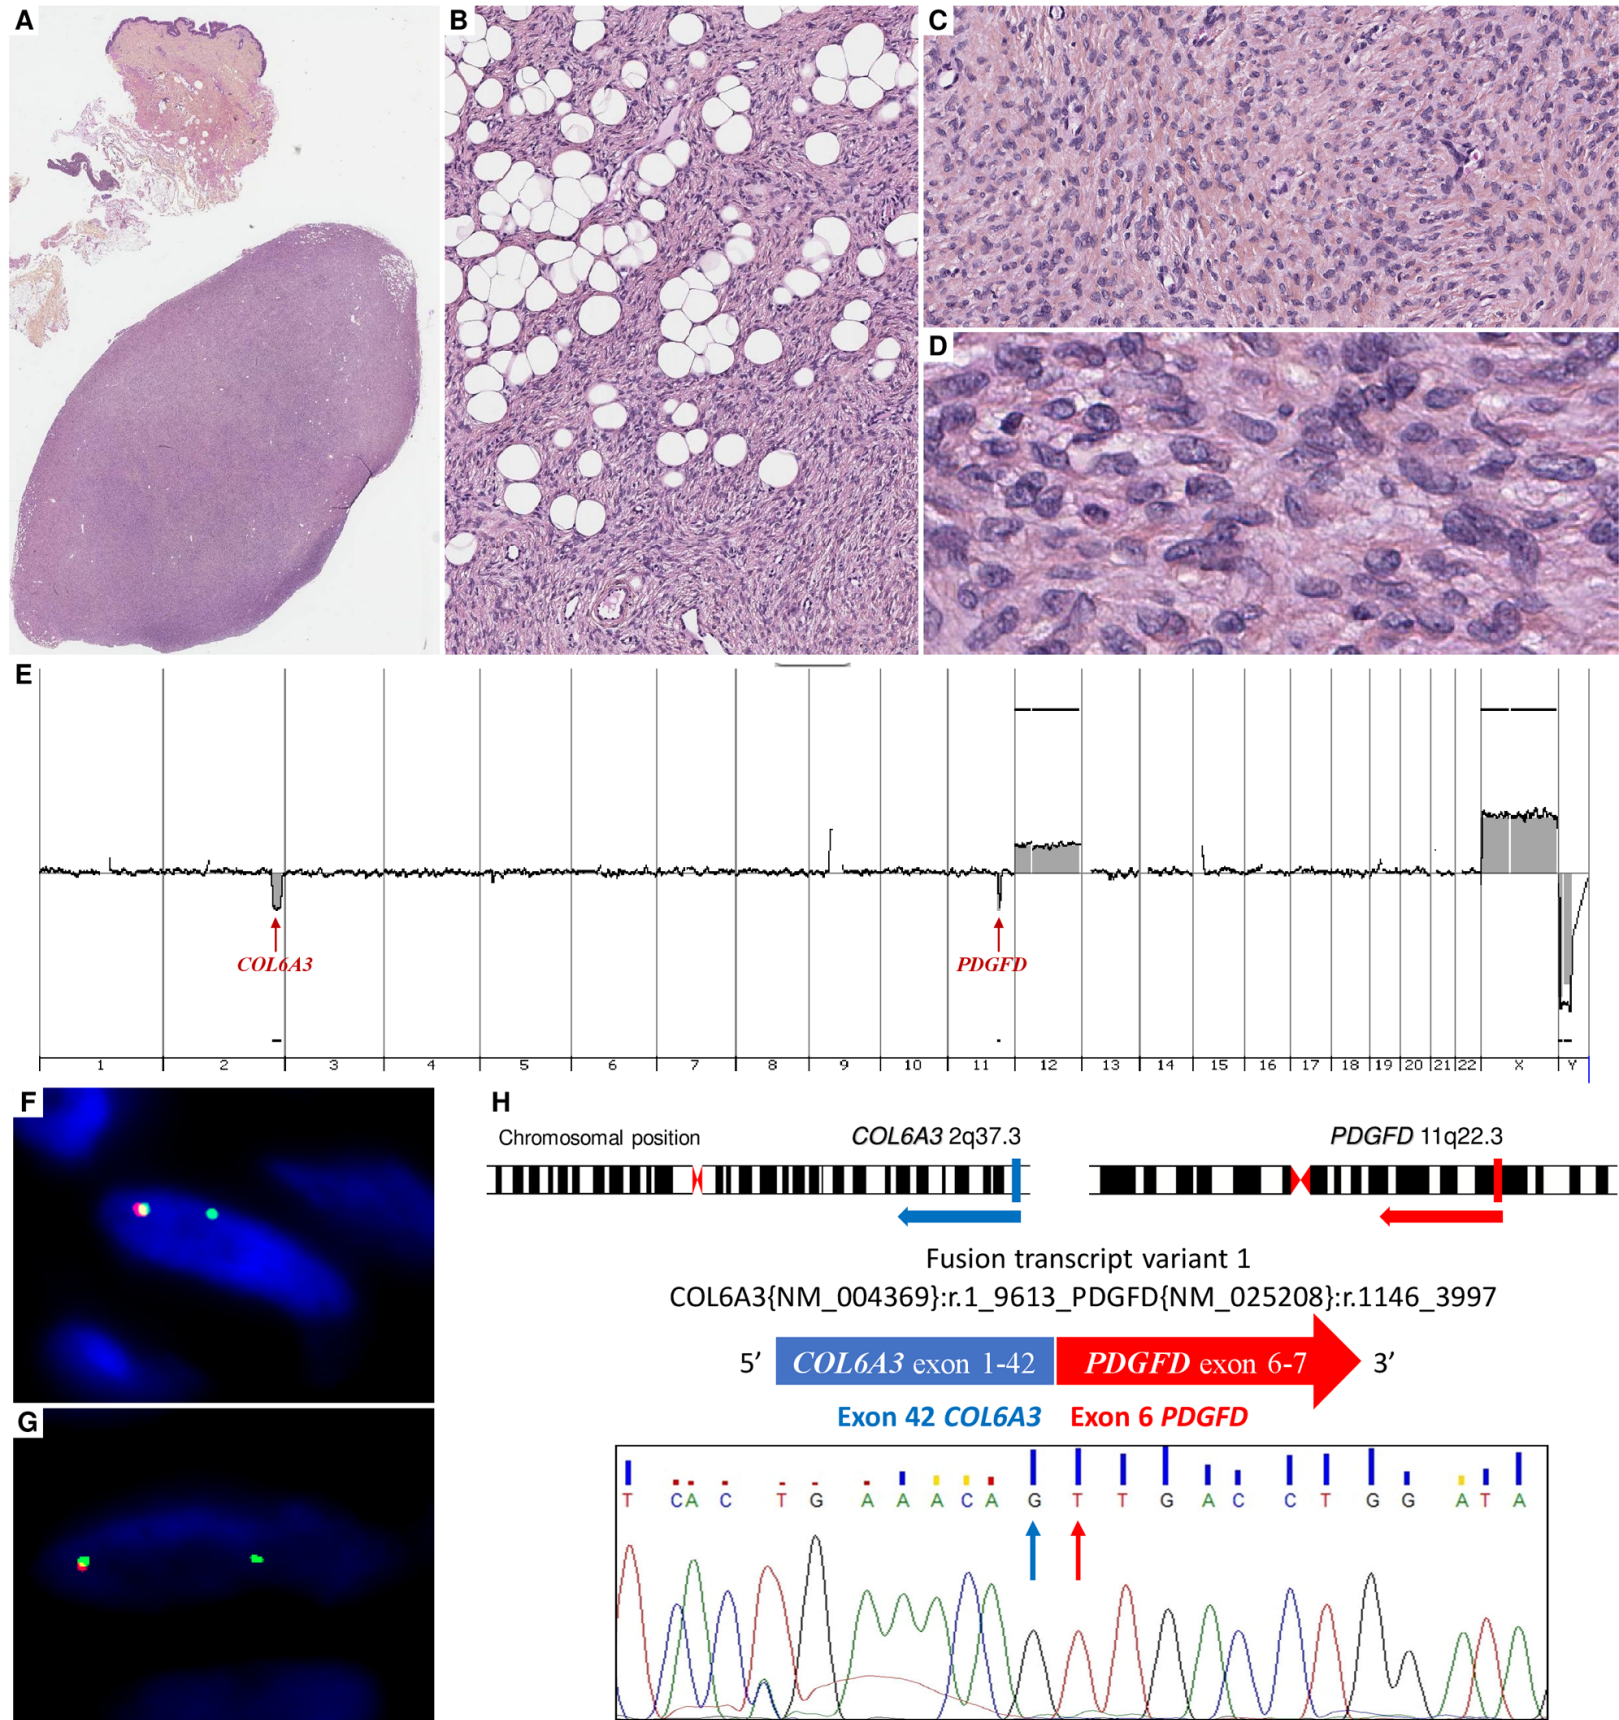 A
B
C
D
E
COL6A3
PDGFD
1 2 3 4 5 6 7 8 9 10 11 12 13 14 15 16 17 18 19 20 21 22 X Y
F
G
H
Chromosomal position
COL6A3 2q37.3
PDGFD 11q22.3
Fusion transcript variant 1
COL6A3{NM_004369}:r.1_9613_PDGFD{NM_025208}:r.1146_3997
5’ COL6A3 exon 1-42 PDGFD exon 6-7 3’
Exon 42 COL6A3 Exon 6 PDGFD
T C A C T G A A A C A G T T G A C C T G G A T A